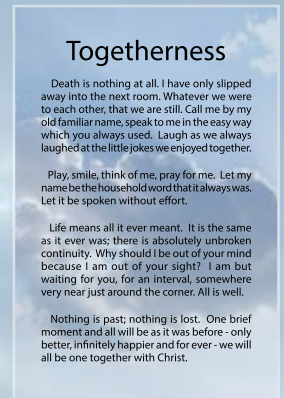 Togetherness
Death is nothing at all. I have only slipped
away into the next room. Whatever we were
to each other, that we are still. Call me by my
old familiar name, speak to me in the easy way
which you always used. Laugh as we always
laughed at the little jokes we enjoyed together.
Play, smile, think of me, pray for me. Let my
name be the household word that it always was.
Let it be spoken without effort.
Life means all it ever meant. It is the same
as it ever was; there is absolutely unbroken
continuity. Why should I be out of your mind
because I am out of your sight? I am but
waiting for you, for an interval, somewhere
very near just around the corner. All is well.
Nothing is past; nothing is lost. One brief
moment and all will be as it was before - only
better, infinitely happier and for ever - we will
all be one together with Christ.